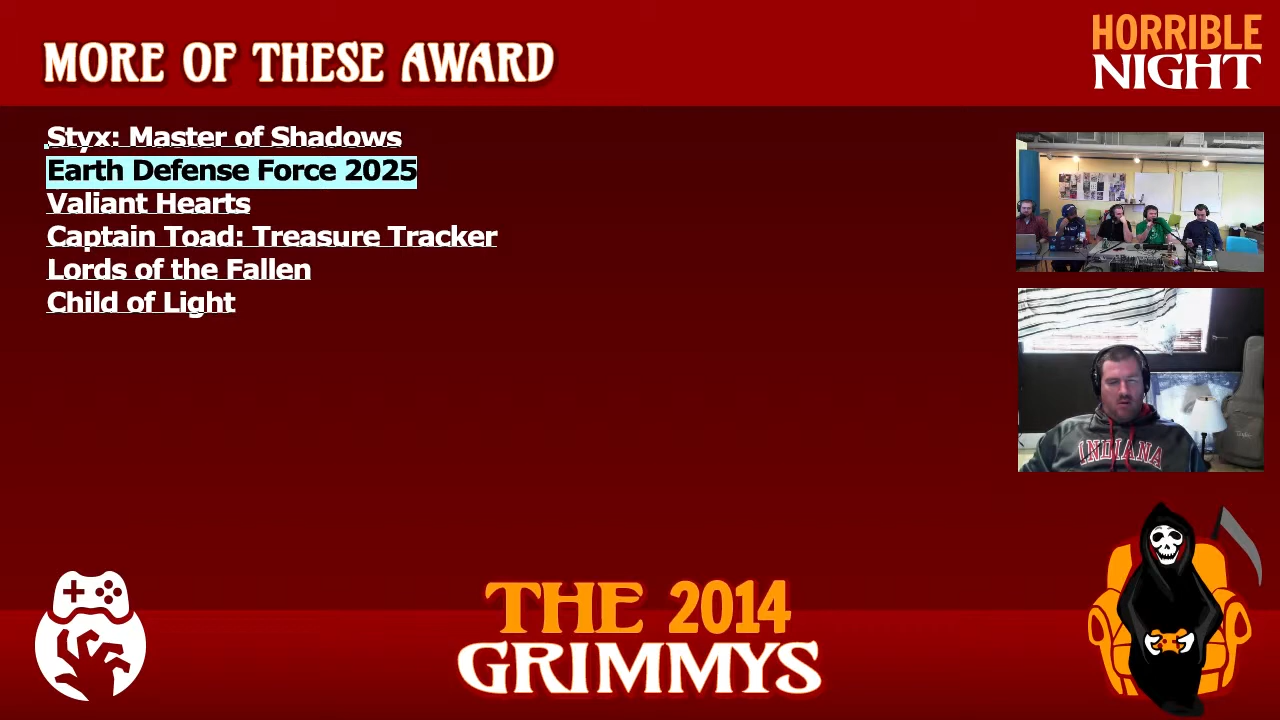 MORE OF THESE AWARD
HORRIBLE
NIGHT
Styx: Master of Shadows
Earth Defense Force 2025
Valiant Hearts
Captain Toad: Treasure Tracker
Lords of the Fallen
Child of Light
INDIANA
THE 2014
GRIMMYS